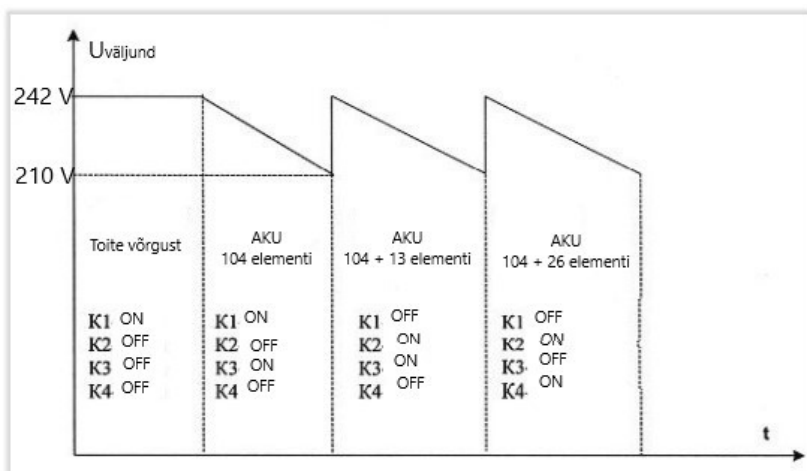 Uväljund
242 V
210 V
Toite võrgust
AKU
104 elementi
AKU
104 + 13 elementi
AKU
104 + 26 elementi
K1 ON
K2 OFF
K3 OFF
K4 OFF
K1 ON
K2 OFF
K3 ON
K4 OFF
K1 OFF
K2 ON
K3 ON
K4 OFF
K1 OFF
K2 ON
K3 OFF
K4 ON
t